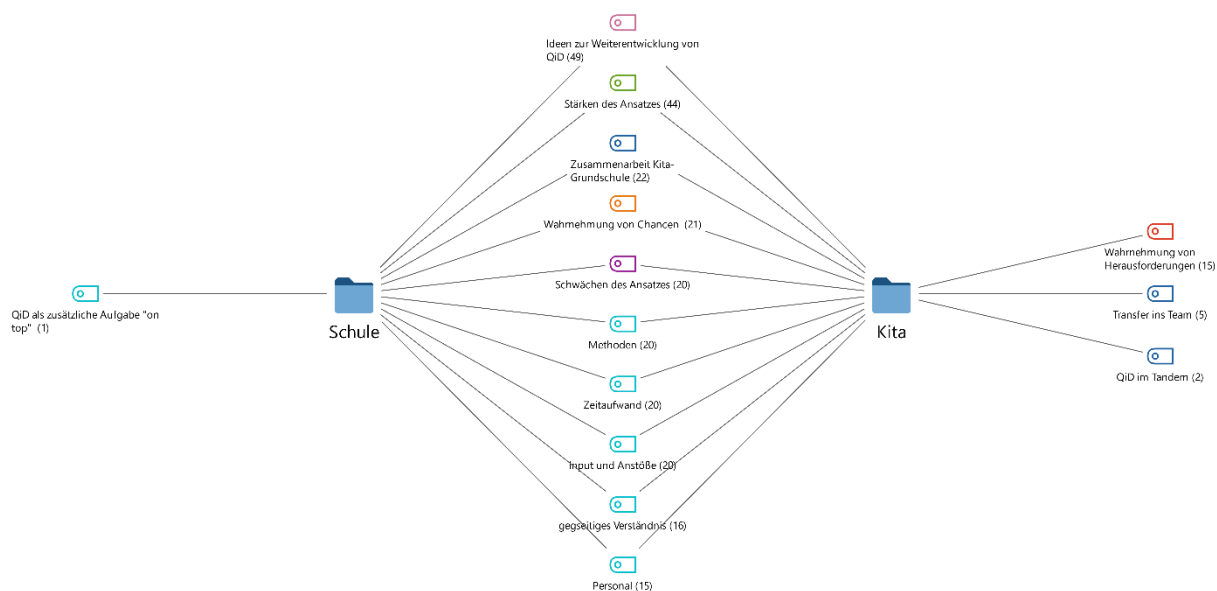 Ideen zur Weiterentwicklung von
QiD (49)
Stärken des Ansatzes (44)
Zusammenarbeit Kita-
Grundschule (22)
Wahrnehmung von Chancen (21)
Schwächen des Ansatzes (20)
Methoden (20)
Zeitaufwand (20)
Input und Anstöße (20)
gegseitiges Verständnis (16)
Personal (15)
QiD als zusätzliche Aufgabe "on
top" (1)
Schule
Kita
Wahrnehmung von
Herausforderungen (15)
Transfer ins Team (5)
QiD im Tandem (2)